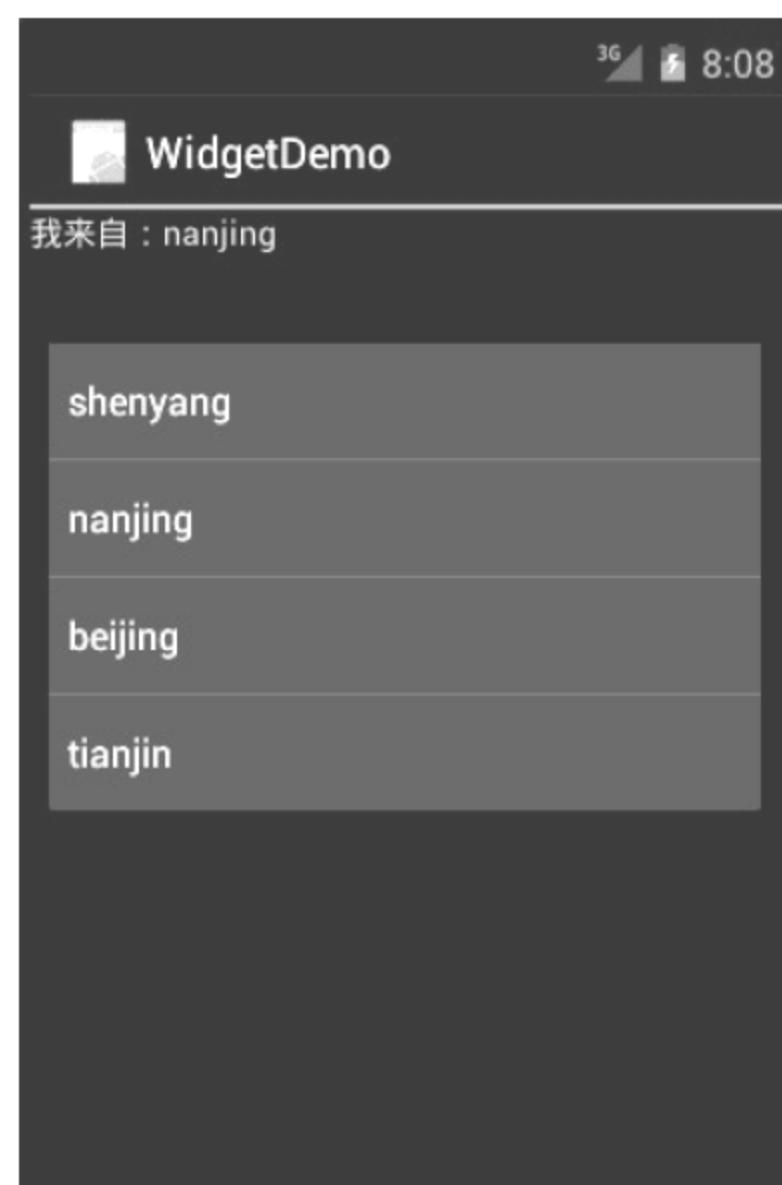 3G 8:08
WidgetDemo
我来自：nanjing
shenyang
nanjing
beijing
tianjin